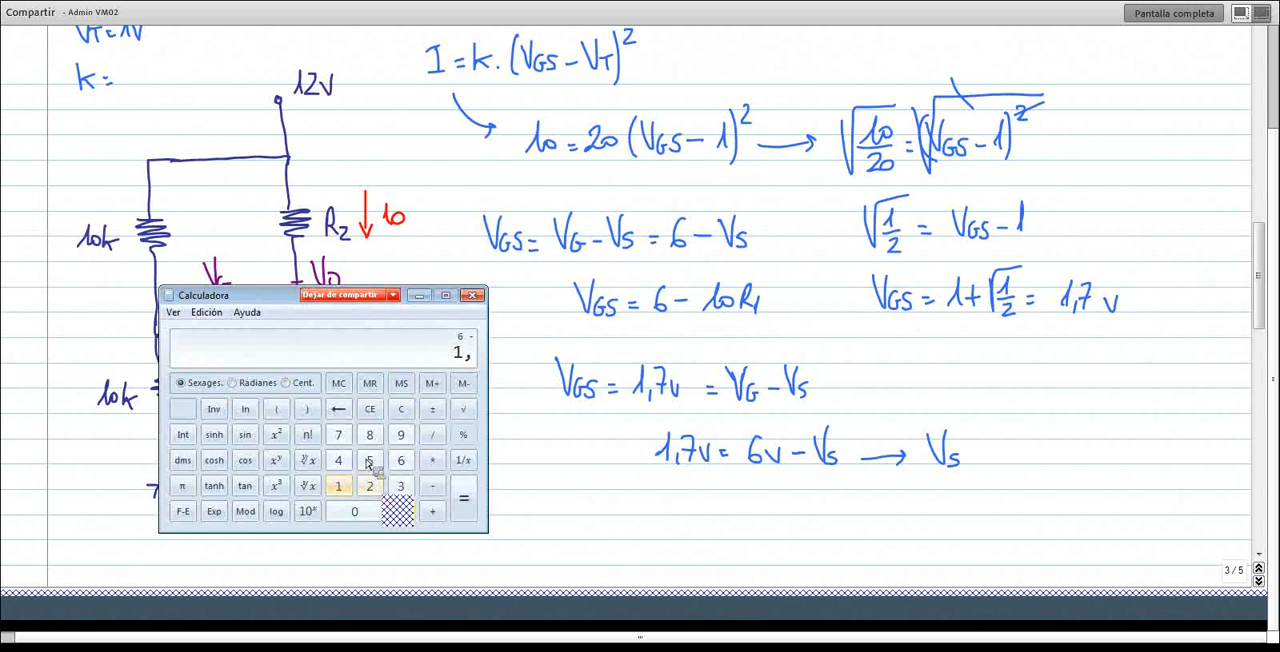 Compartir - Admin VM02
Pantalla completa
VT=1V
k=
12V
10k
R2
10
VD
10k
I = k. (VGS - VT)²
10 = 20 (VGS - 1)² → √(10/20) = √(VGS - 1)²
VGS = VG - VS = 6 - VS
√(1/2) = VGS - 1
VGS = 6 - 10R1
VGS = 1 + √(1/2) = 1,7 v
VGS = 1,7v = VG - VS
1,7v = 6v - VS → VS
Calculadora
Dejar de compartir
Ver Edición Ayuda
6 -
1,
Sexages. Radianes Cent. MC MR MS M+ M-
Inv ln ( ) ← CE C ± √
Int sinh sin x² n! 7 8 9 / %
dms cosh cos xʸ ʸ√x 4 5 6 * 1/x
π tanh tan x³ ³√x 1 2 3 - =
F-E Exp Mod log 10ˣ 0 +
3 / 5